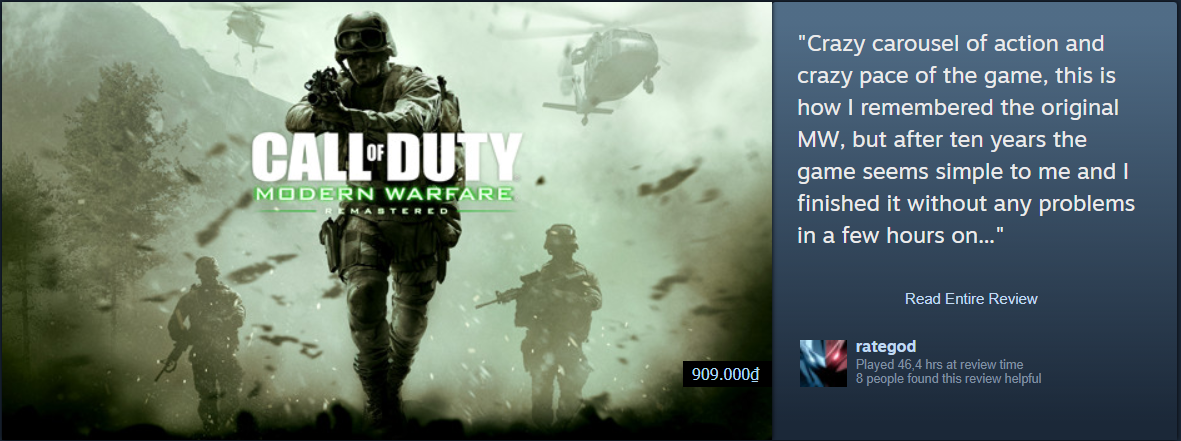 CALL OF DUTY
MODERN WARFARE
REMASTERED
909.000₫
"Crazy carousel of action and
crazy pace of the game, this is
how I remembered the original
MW, but after ten years the
game seems simple to me and I
finished it without any problems
in a few hours on..."
Read Entire Review
rategod
Played 46,4 hrs at review time
8 people found this review helpful